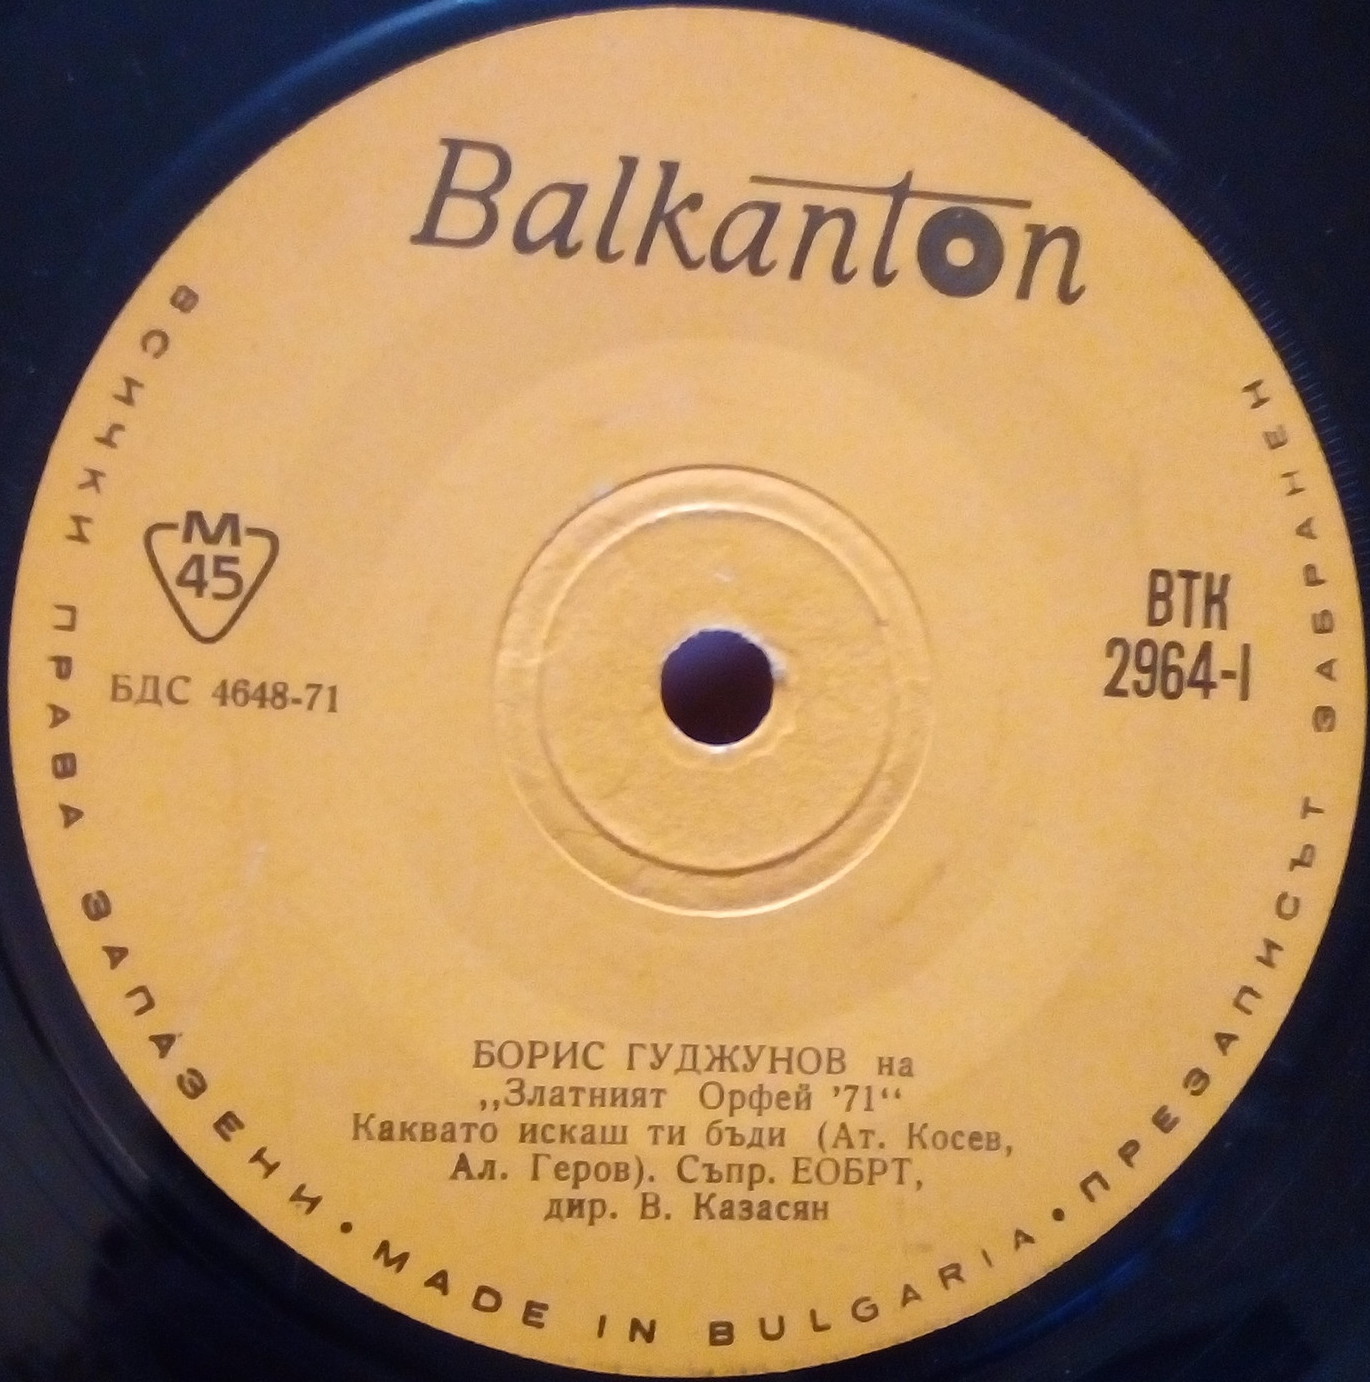 Balkanton
ВСИЧКИ ПРАВА ЗАПАЗЕНИ • MADE IN BULGARIA • ПРЕЗАПИСЪТ ЗАБРАНЕН
М
45
БДС 4648-71
ВТК
2964-I
БОРИС ГУДЖУНОВ на
„Златният Орфей ’71“
Каквато искаш ти бъди (Ат. Косев,
Ал. Геров). Съпр. ЕОБРТ,
дир. В. Казасян